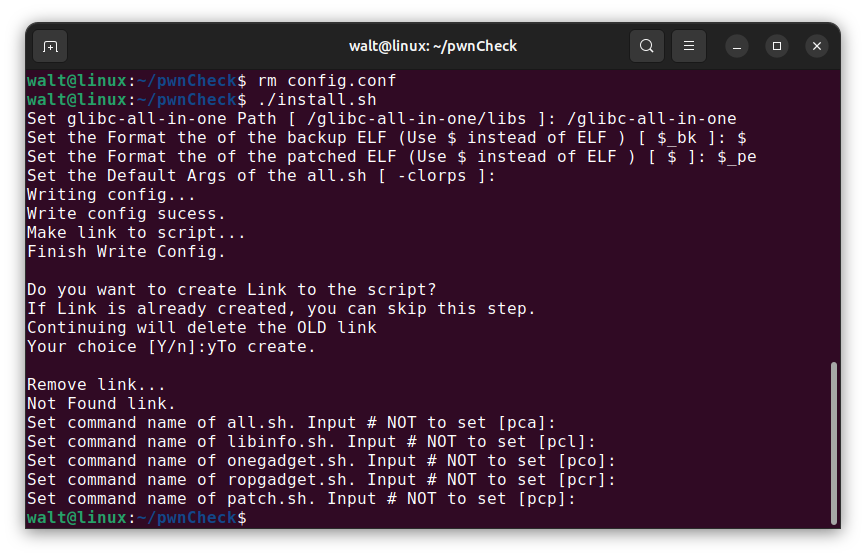 walt@linux: ~/pwnCheck
walt@linux:~/pwnCheck$ rm config.conf
walt@linux:~/pwnCheck$ ./install.sh
Set glibc-all-in-one Path [ /glibc-all-in-one/libs ]: /glibc-all-in-one
Set the Format the of the backup ELF (Use $ instead of ELF ) [ $_bk ]: $
Set the Format the of the patched ELF (Use $ instead of ELF ) [ $ ]: $_pe
Set the Default Args of the all.sh [ -clorps ]:
Writing config...
Write config sucess.
Make link to script...
Finish Write Config.

Do you want to create Link to the script?
If Link is already created, you can skip this step.
Continuing will delete the OLD link
Your choice [Y/n]:yTo create.

Remove link...
Not Found link.
Set command name of all.sh. Input # NOT to set [pca]:
Set command name of libinfo.sh. Input # NOT to set [pcl]:
Set command name of onegadget.sh. Input # NOT to set [pco]:
Set command name of ropgadget.sh. Input # NOT to set [pcr]:
Set command name of patch.sh. Input # NOT to set [pcp]:
walt@linux:~/pwnCheck$